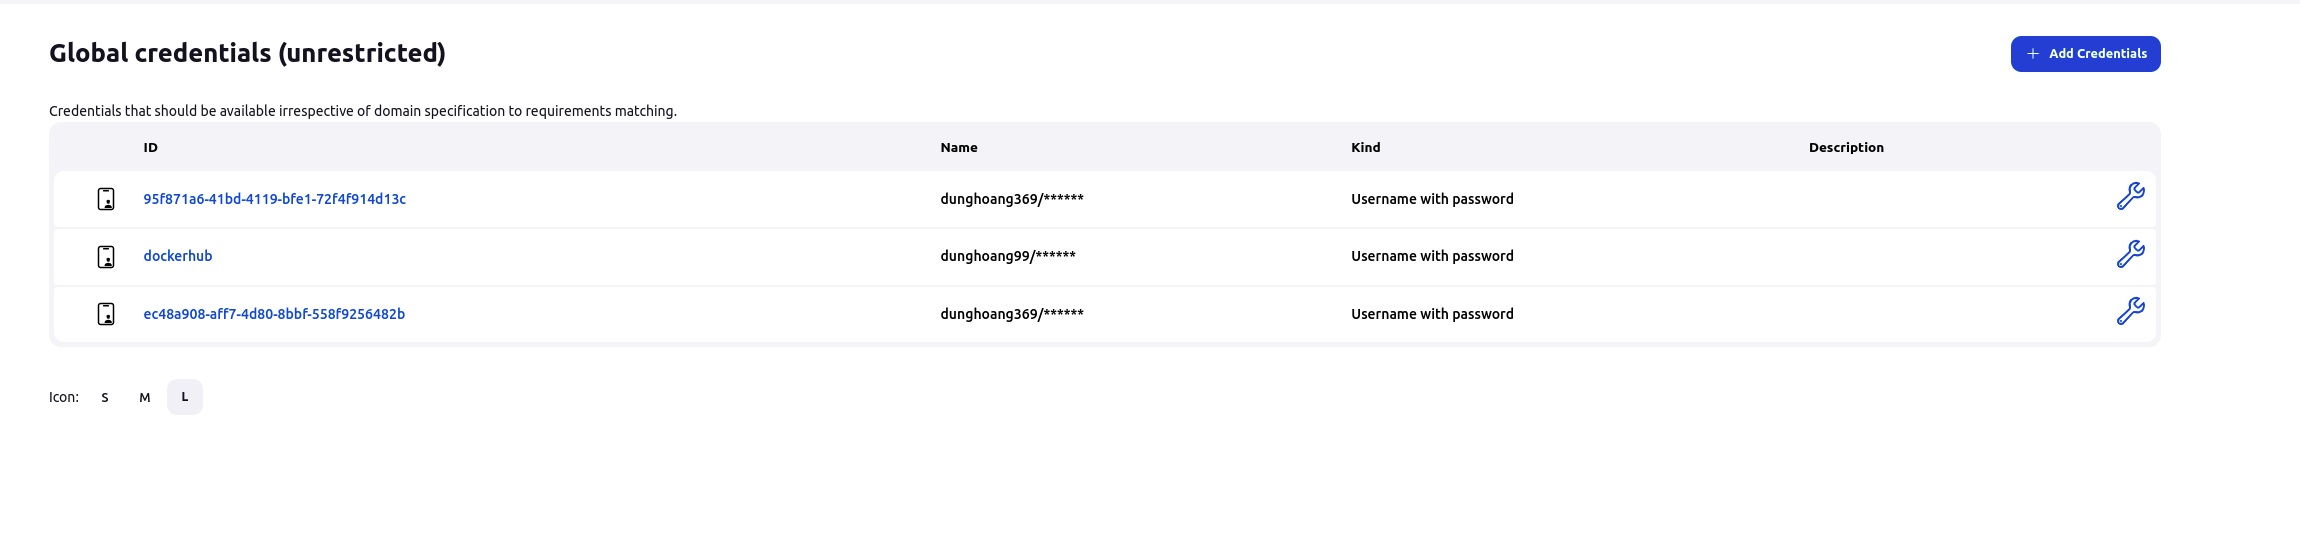 Global credentials (unrestricted)
Add Credentials
Credentials that should be available irrespective of domain specification to requirements matching.
ID Name Kind Description
95f871a6-41bd-4119-bfe1-72f4f914d13c dunghoang369/****** Username with password
dockerhub dunghoang99/****** Username with password
ec48a908-aff7-4d80-8bbf-558f9256482b dunghoang369/****** Username with password
Icon: S M L